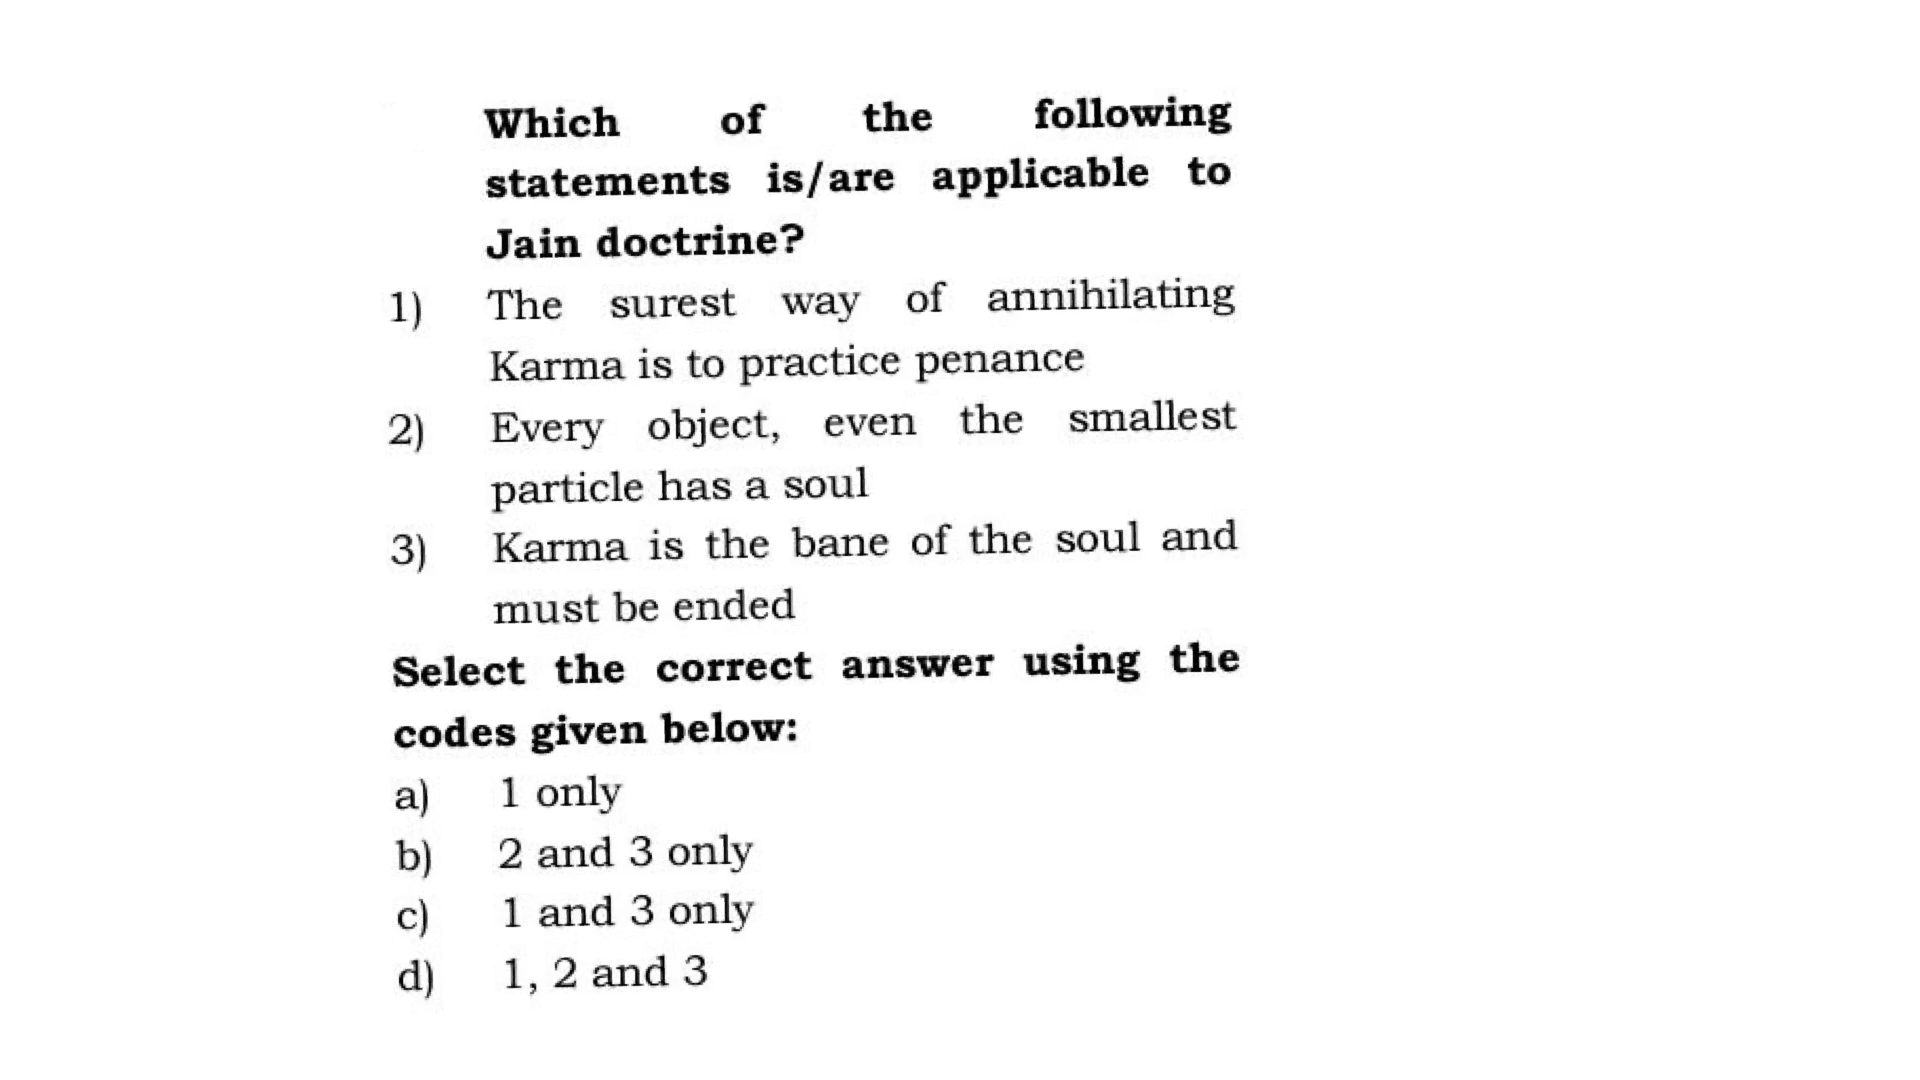 Which of the following
statements is/are applicable to
Jain doctrine?
1) The surest way of annihilating
Karma is to practice penance
2) Every object, even the smallest
particle has a soul
3) Karma is the bane of the soul and
must be ended
Select the correct answer using the
codes given below:
a) 1 only
b) 2 and 3 only
c) 1 and 3 only
d) 1, 2 and 3